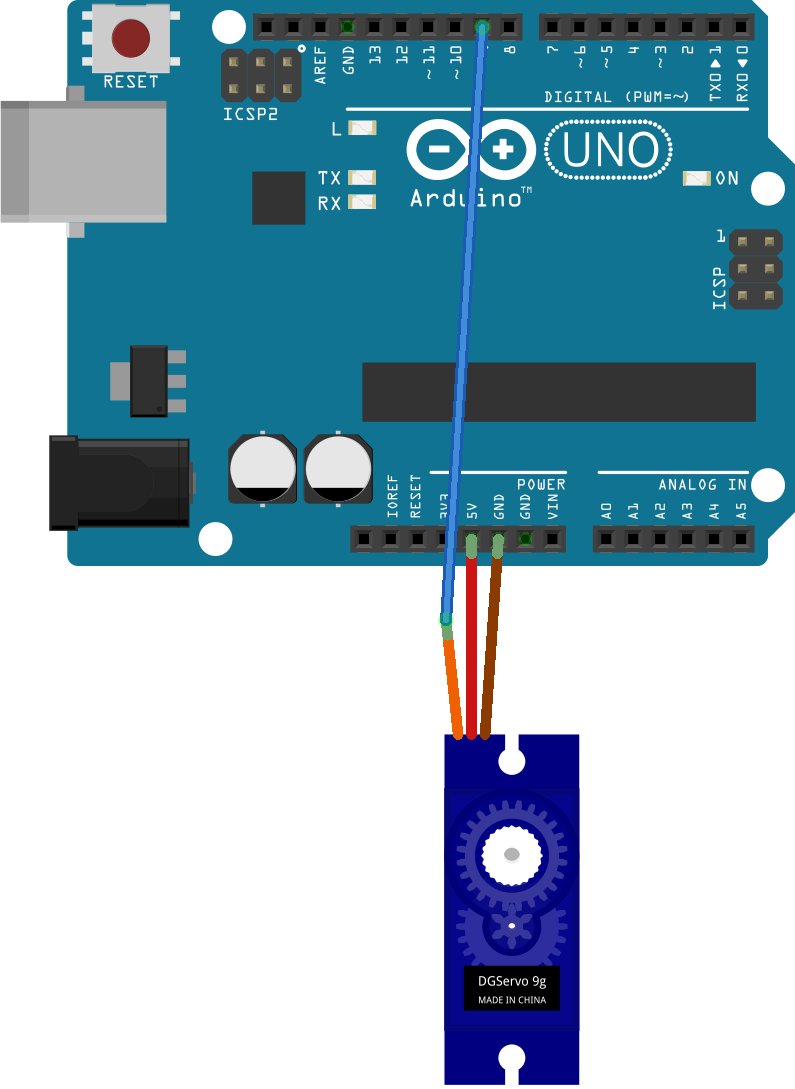 AREF
GND
13
12
~11
~10
8
7
~6
~5
4
~3
2
TX0▶1
RX0◀0
RESET
ICSP2
DIGITAL (PWM=~)
L
TX
RX
UNO
Arduino™
ON
1
ICSP
POWER
ANALOG IN
IOREF
RESET
3V3
5V
GND
GND
VIN
A0
A1
A2
A3
A4
A5
DGServo 9g
MADE IN CHINA